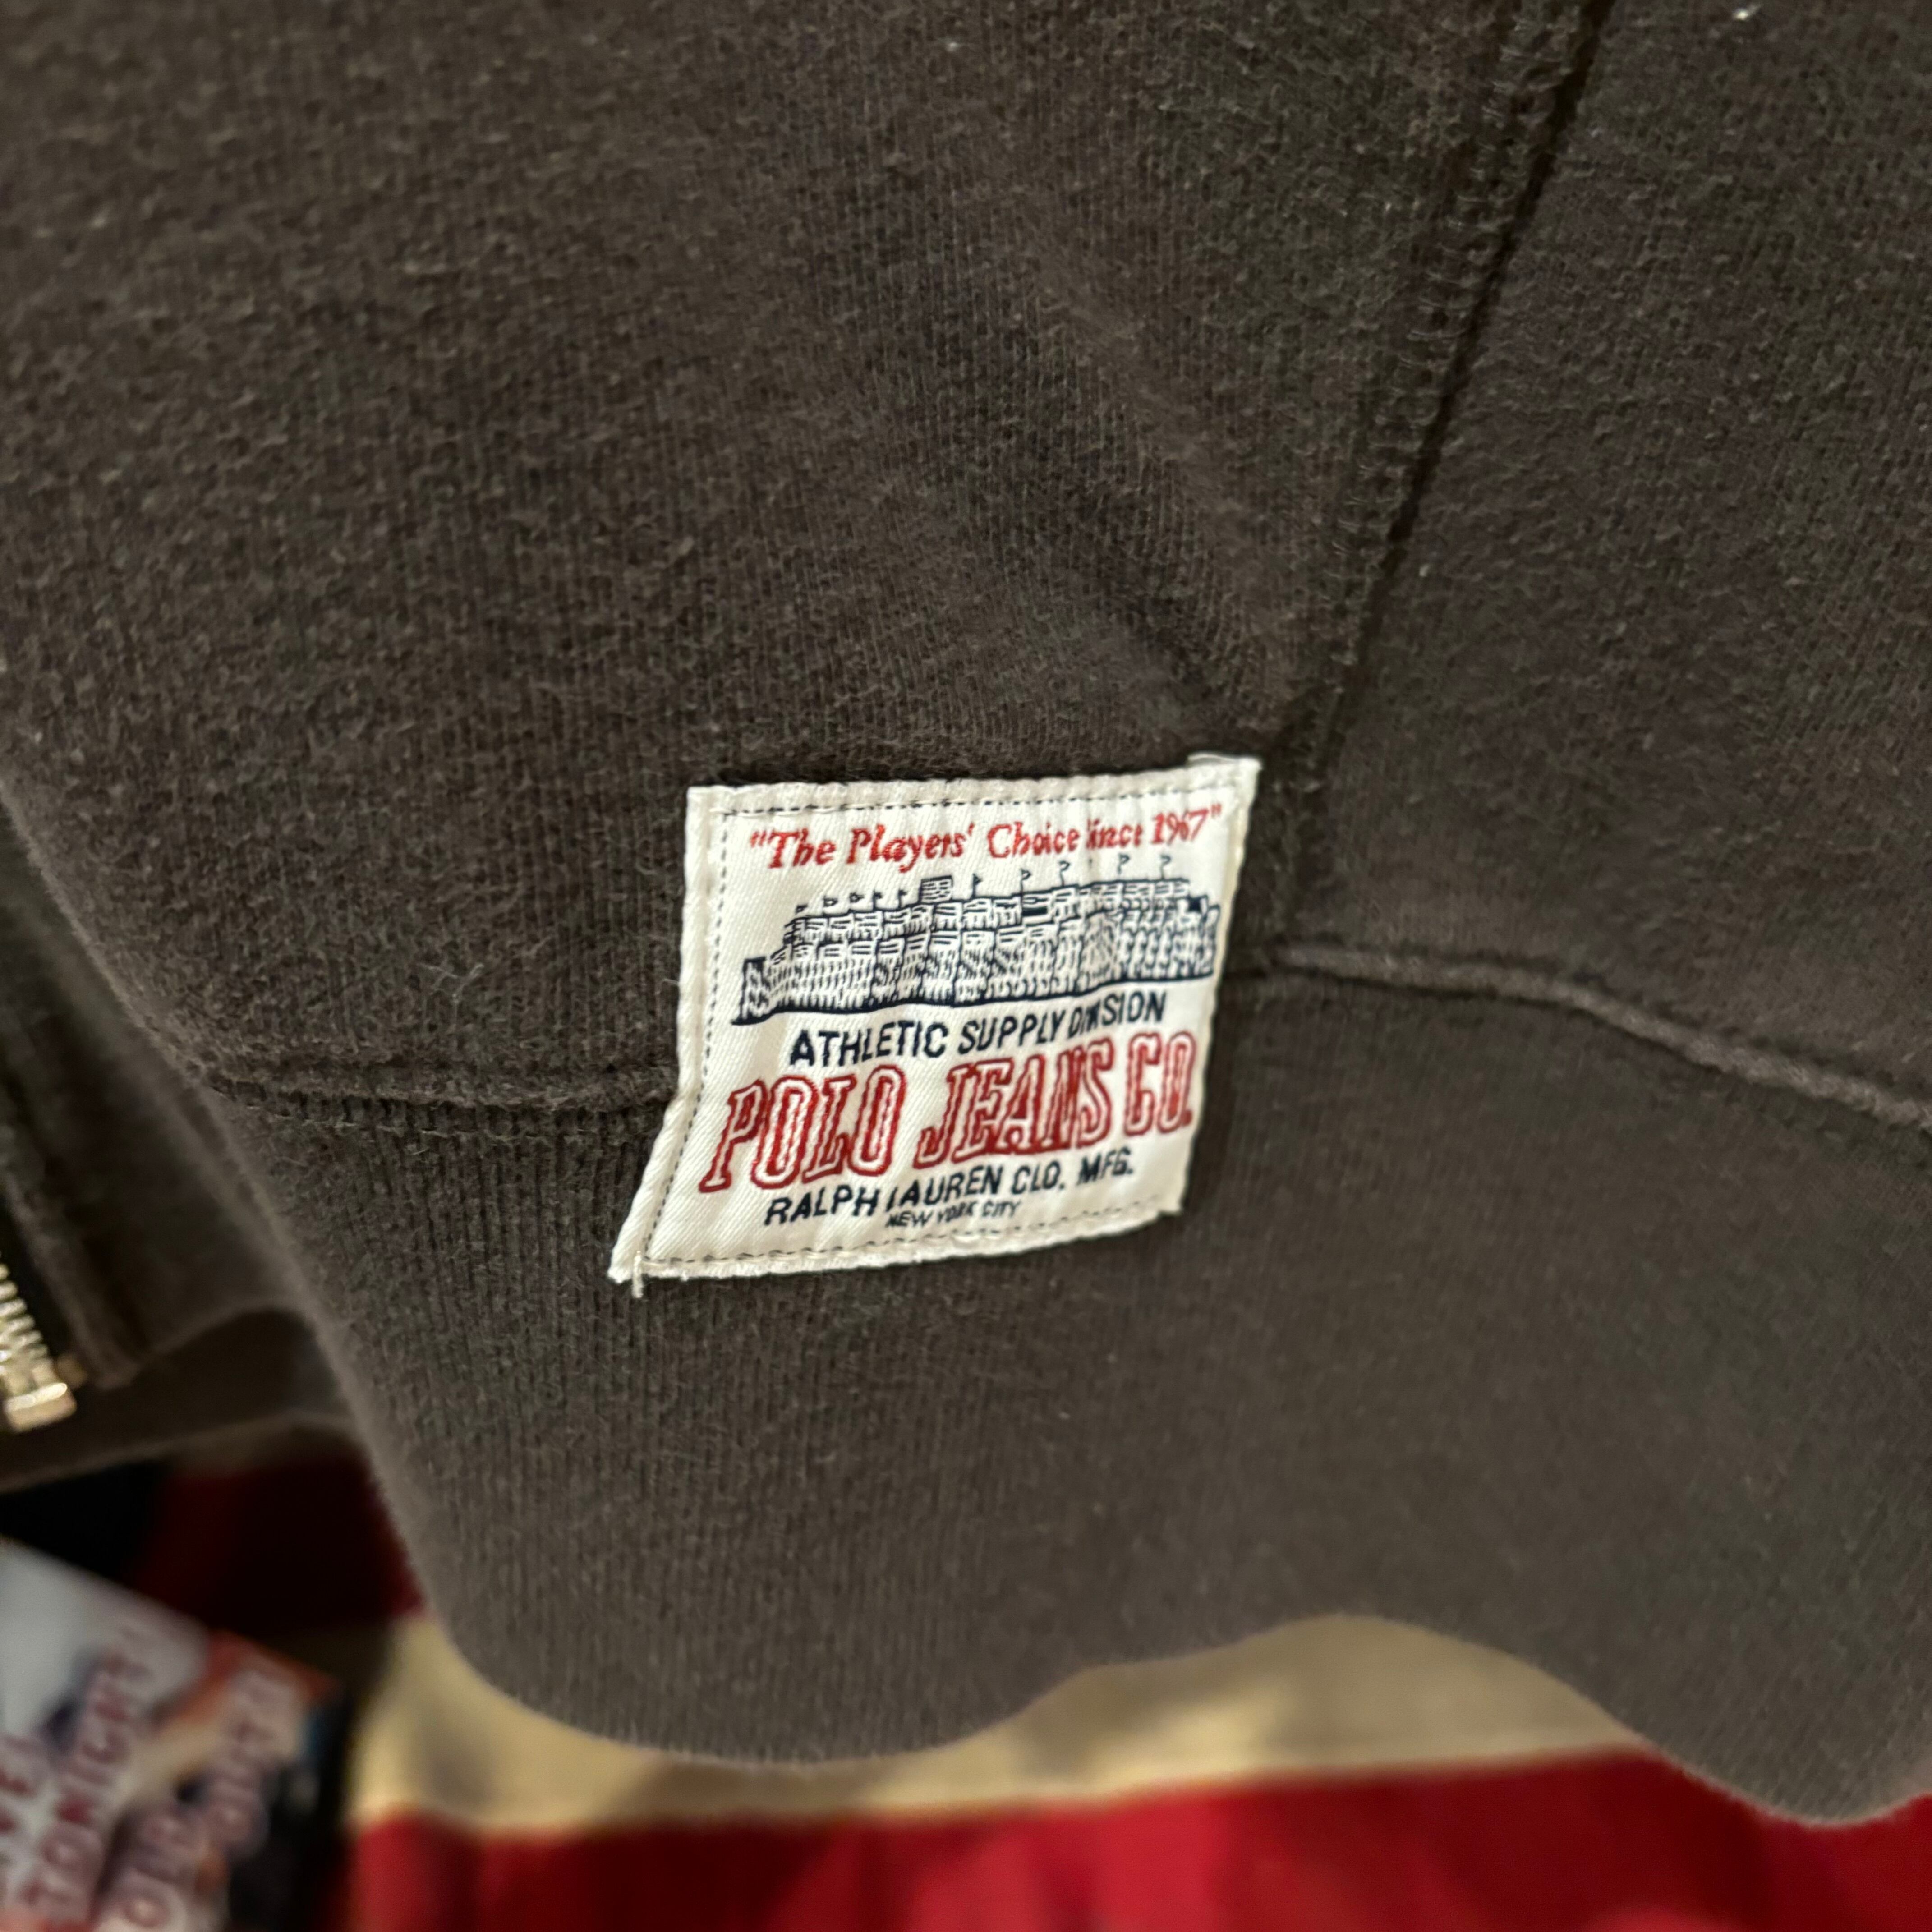 "The Players' Choice Since 1967"
ATHLETIC SUPPLY DIVISION
POLO JEANS CO.
RALPH LAUREN CLO. MFG.
NEW YORK CITY